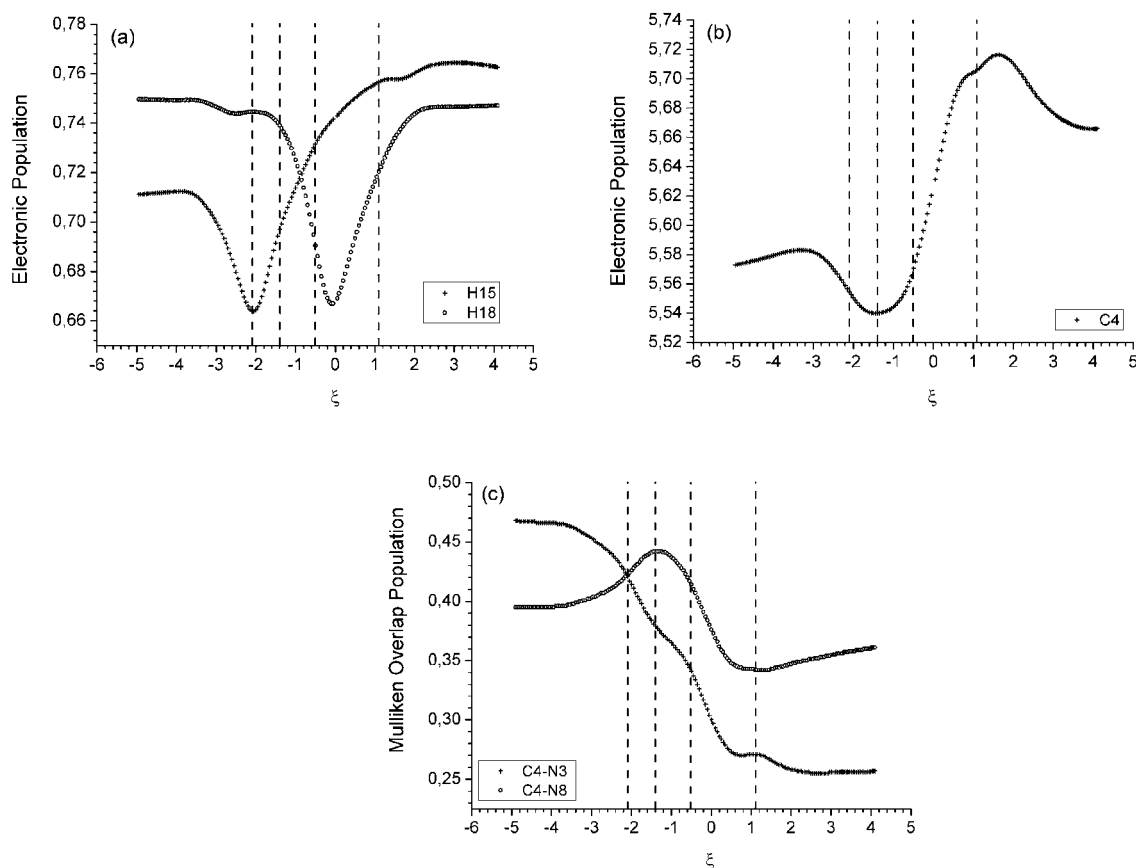 (a)
Electronic Population
0,78
0,76
0,74
0,72
0,70
0,68
0,66
-6 -5 -4 -3 -2 -1 0 1 2 3 4 5
ξ
H15
H18
(b)
Electronic Population
5,74
5,72
5,70
5,68
5,66
5,64
5,62
5,60
5,58
5,56
5,54
5,52
-6 -5 -4 -3 -2 -1 0 1 2 3 4 5
ξ
C4
(c)
Mulliken Overlap Population
0,50
0,45
0,40
0,35
0,30
0,25
-6 -5 -4 -3 -2 -1 0 1 2 3 4 5
ξ
C4-N3
C4-N8